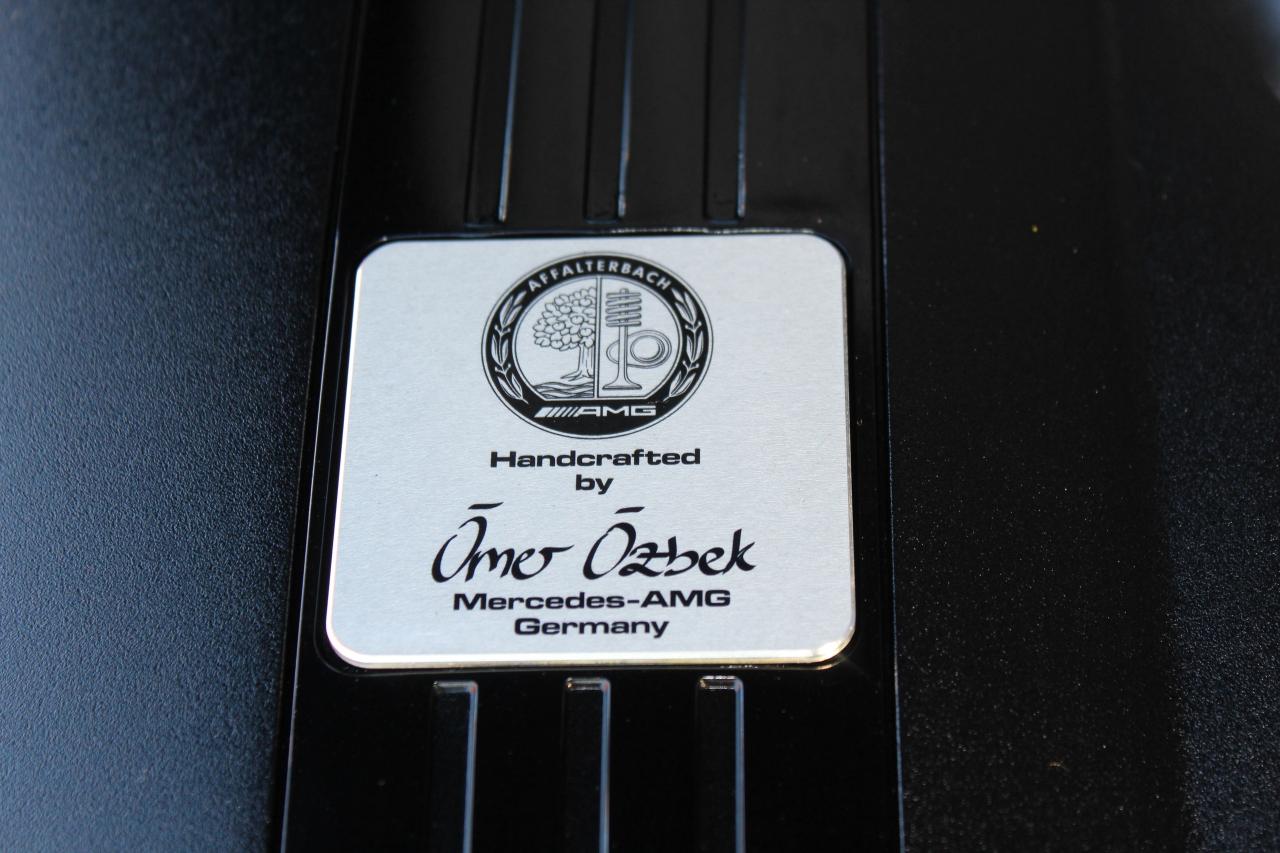 AFFALTERBACH
AMG
Handcrafted
by
Ömer Özbek
Mercedes-AMG
Germany